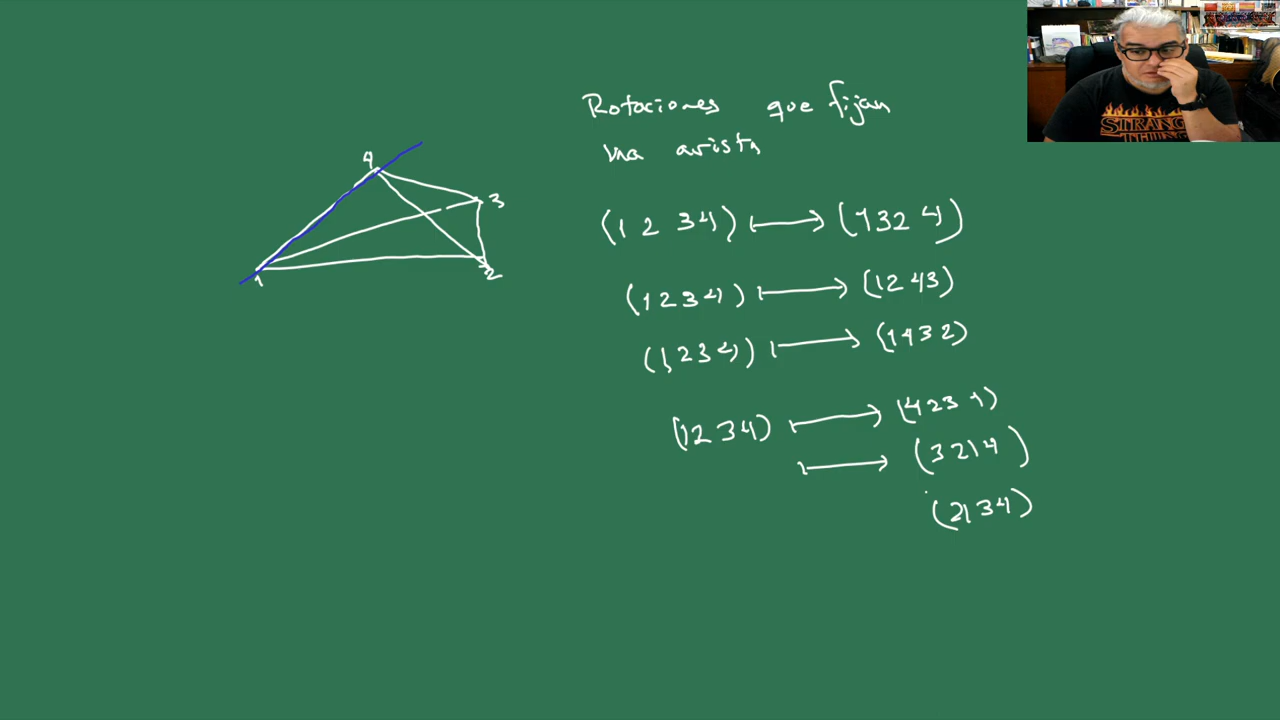 Rotaciones que fijan
una arista
(1 2 3 4) ⟼ (1 3 2 4)
(1 2 3 4) ⟼ (1 2 4 3)
(1 2 3 4) ⟼ (1 4 3 2)
(1 2 3 4) ⟼ (4 2 3 1)
⟼ (3 2 1 4)
(2 1 3 4)
4
3
1
2
STRANGE
THINGS